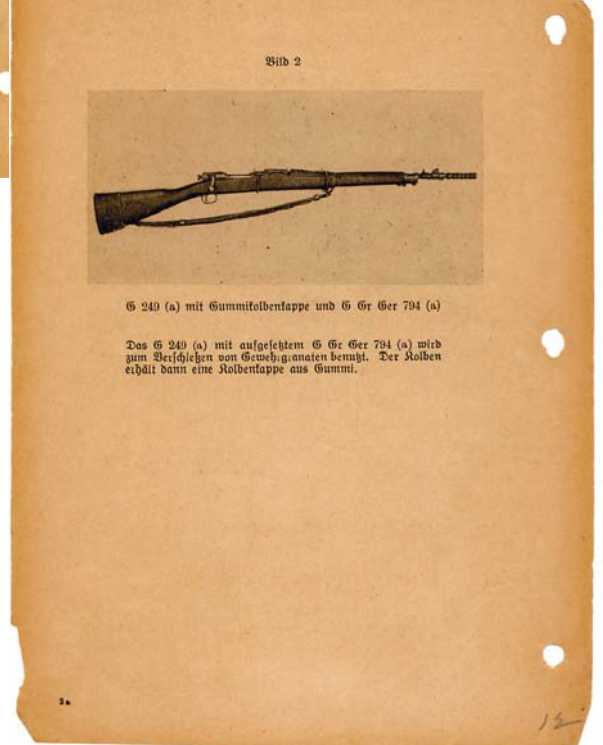 Bild 2
G 249 (a) mit Gummikolbenkappe und G Gr Ger 794 (a)
Das G 249 (a) mit aufgesetztem G Gr Ger 794 (a) wird
zum Verschießen von Gewehrgranaten benutzt. Der Kolben
erhält dann eine Kolbenkappe aus Gummi.